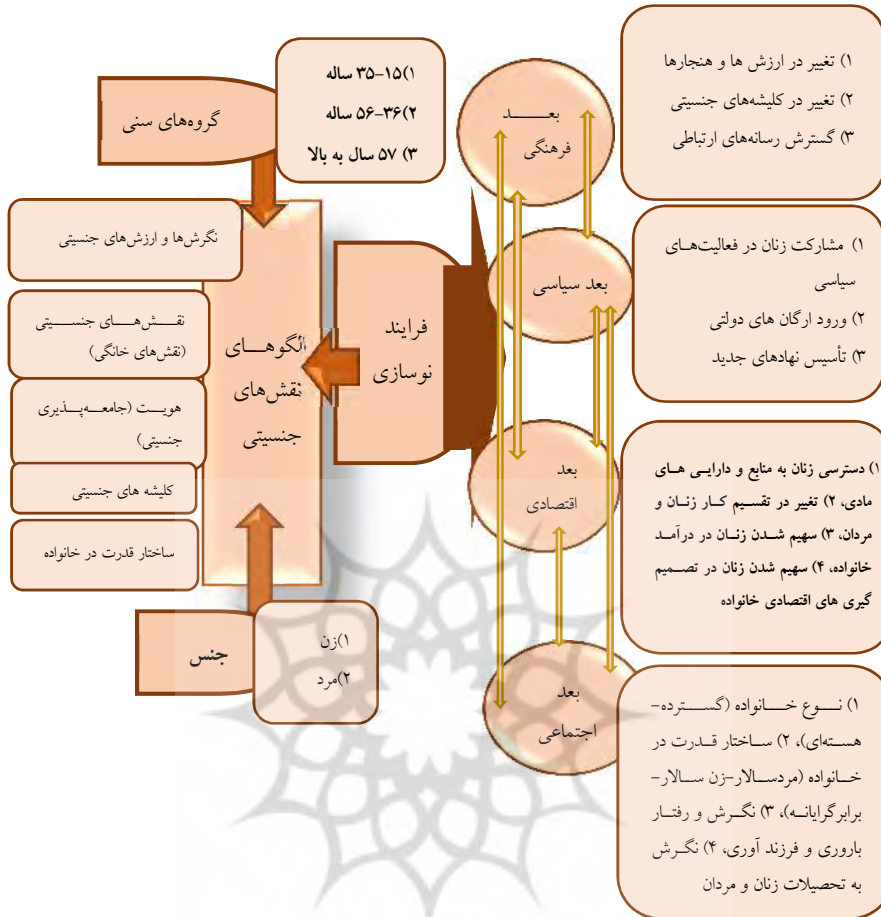 ۱) تغییر در ارزش ها و هنجارها
۲) تغییر در کلیشه‌های جنسیتی
۳) گسترش رسانه‌های ارتباطی
بعد
فرهنگی
۱)۱۵-۳۵ ساله
۲)۳۶-۵۶ ساله
۳) ۵۷ سال به بالا
گروه‌های سنی
۱) مشارکت زنان در فعالیت‌های
سیاسی
۲) ورود ارگان های دولتی
۳) تأسیس نهادهای جدید
بعد سیاسی
فرایند
نوسازی
الگوهای
نقش‌های
جنسیتی
نگرش‌ها و ارزش‌های جنسیتی
نقش‌های جنسیتی
(نقش‌های خانگی)
هویت (جامعه‌پذیری
جنسیتی)
کلیشه های جنسیتی
ساختار قدرت در خانواده
۱) دسترسی زنان به منابع و دارایی های
مادی، ۲) تغییر در تقسیم کار زنان و
مردان، ۳) سهیم شدن زنان در درآمد
خانواده، ۴) سهیم شدن زنان در تصمیم
گیری های اقتصادی خانواده
بعد
اقتصادی
۱)زن
۲)مرد
جنس
بعد
اجتماعی
۱) نوع خانواده (گسترده-
هسته‌ای)، ۲) ساختار قدرت در
خانواده (مردسالار-زن سالار-
برابرگرایانه)، ۳) نگرش و رفتار
باروری و فرزند آوری، ۴) نگرش
به تحصیلات زنان و مردان